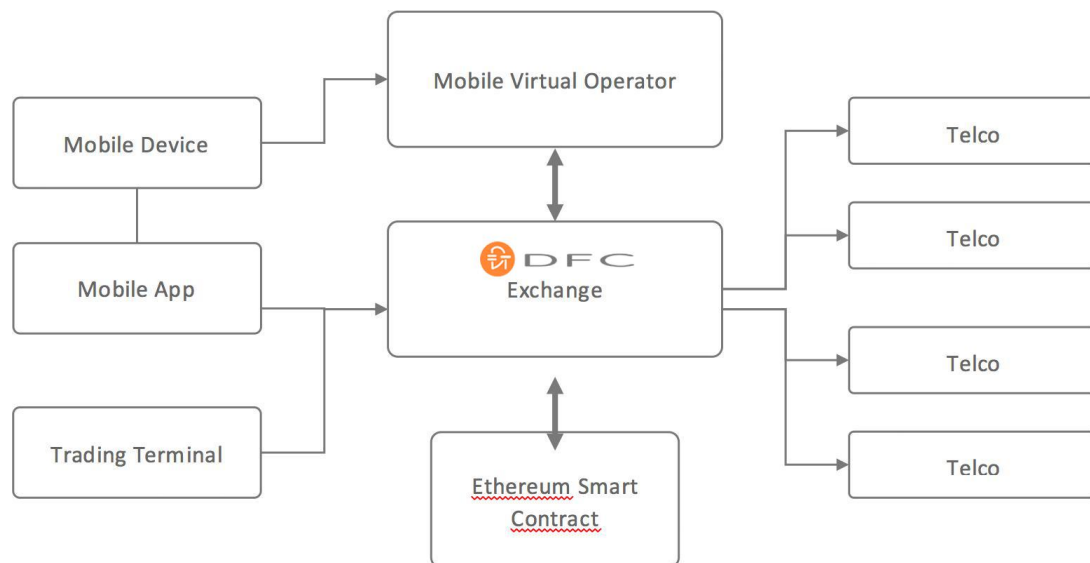 Mobile Virtual Operator
Mobile Device
Telco
Telco
DFC
Exchange
Mobile App
Telco
Trading Terminal
Telco
Ethereum Smart
Contract